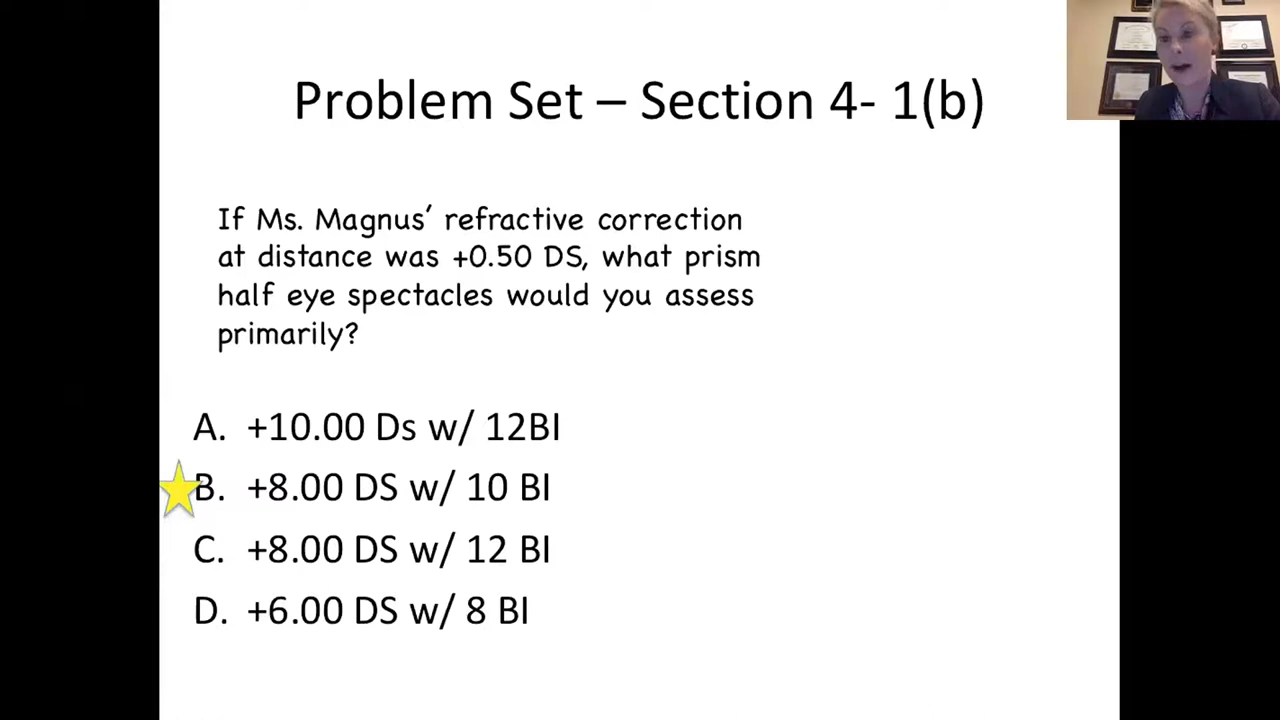 Problem Set – Section 4- 1(b)
If Ms. Magnus’ refractive correction
at distance was +0.50 DS, what prism
half eye spectacles would you assess
primarily?
A. +10.00 Ds w/ 12BI
B. +8.00 DS w/ 10 BI
C. +8.00 DS w/ 12 BI
D. +6.00 DS w/ 8 BI